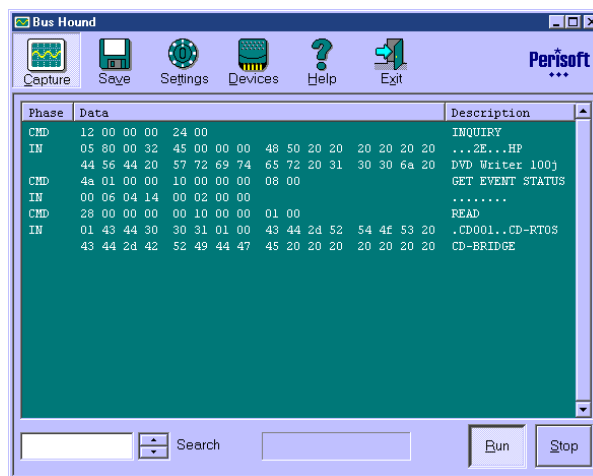 Bus Hound
Capture Save Settings Devices Help Exit Perisoft
Phase Data Description
CMD 12 00 00 00 24 00 INQUIRY
IN 05 80 00 32 45 00 00 00 48 50 20 20 20 20 20 20 ...2E...HP
44 56 44 20 57 72 69 74 65 72 20 31 30 30 6a 20 DVD Writer 100j
CMD 4a 01 00 00 10 00 00 00 08 00 GET EVENT STATUS
IN 00 06 04 14 00 02 00 00 ........
CMD 28 00 00 00 00 10 00 00 01 00 READ
IN 01 43 44 30 30 31 01 00 43 44 2d 52 54 4f 53 20 .CD001..CD-RTOS
43 44 2d 42 52 49 44 47 45 20 20 20 20 20 20 20 CD-BRIDGE
Search Run Stop